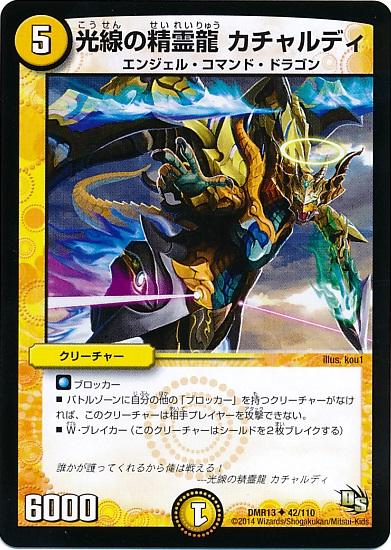 5
こうせん せいれいりゅう
光線の精霊龍 カチャルディ
エンジェル・コマンド・ドラゴン
illus. kou1
クリーチャー
ブロッカー
■ バトルゾーンに自分の他の「ブロッカー」を持つクリーチャーがなければ、このクリーチャーは相手プレイヤーを攻撃できない。
■ W・ブレイカー (このクリーチャーはシールドを2枚ブレイクする)
誰かが護ってくれるから俺は戦える!
---光線の精霊龍 カチャルディ
6000
1
DMR13 ♦ 42/110
DS
©2014 Wizards/Shogakukan/Mitsui-Kids